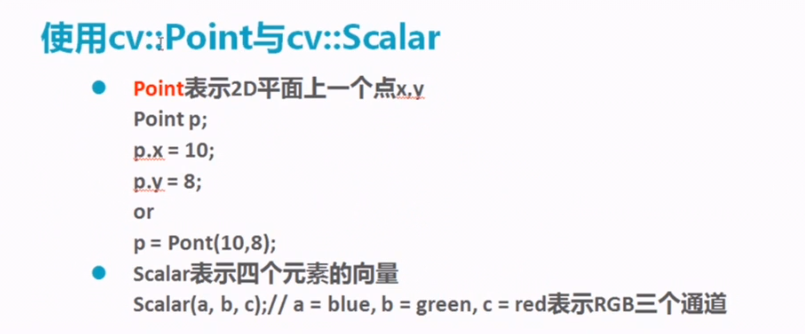 使用cv::Point与cv::Scalar
Point表示2D平面上一个点x,y
Point p;
p.x = 10;
p.y = 8;
or
p = Pont(10,8);
Scalar表示四个元素的向量
Scalar(a, b, c);// a = blue, b = green, c = red表示RGB三个通道